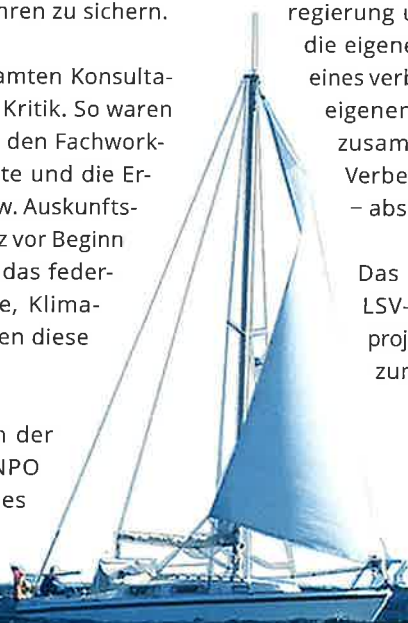 hren zu sichern.
amten Konsulta-
Kritik. So waren
den Fachwork-
te und die Er-
w. Auskunfts-
z vor Beginn
das feder-
e, Klima-
en diese
n der
NPO
es
regierung u
die eigene
eines verb
eigenen
zusam
Verbe
– abs
Das
LSV-
proj
zur